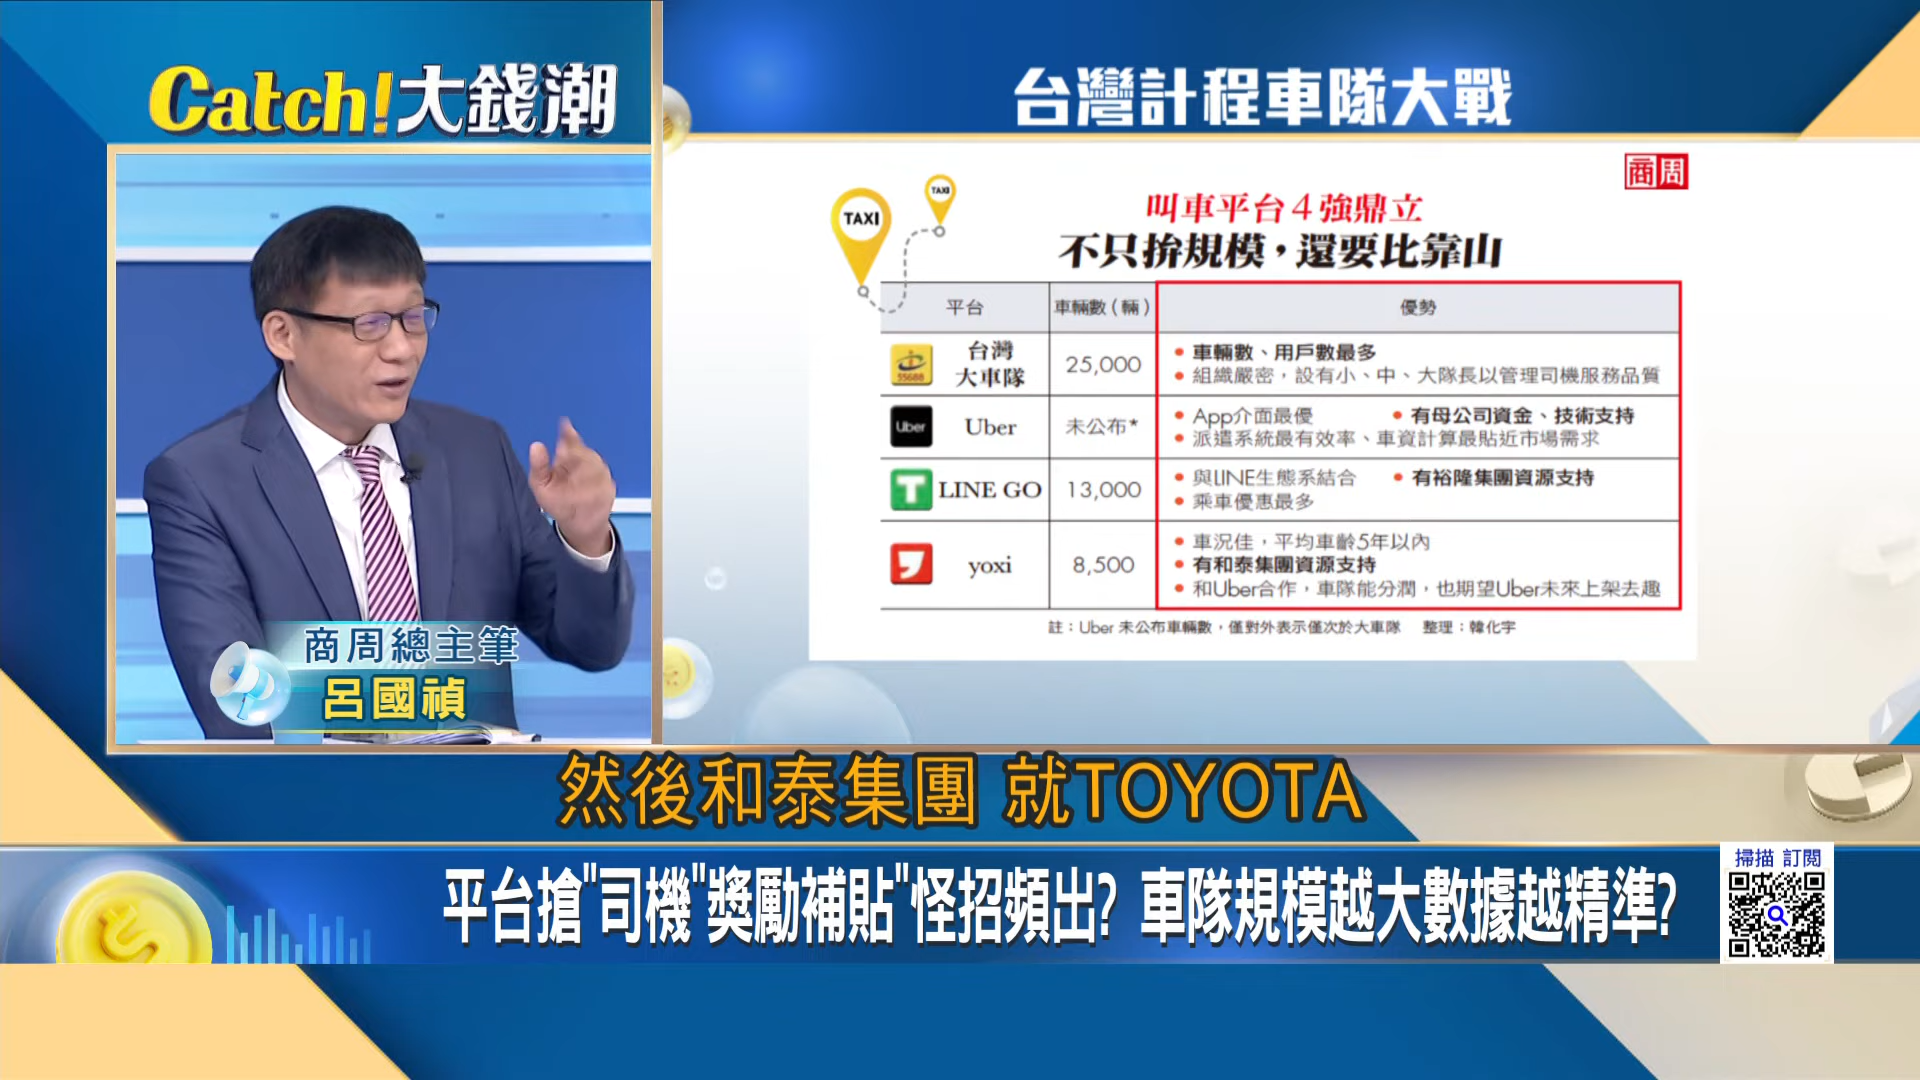 Catch!大錢潮
台灣計程車隊大戰
商周
TAXI
TAXI
叫車平台4強鼎立
不只拚規模，還要比靠山
平台
車輛數（輛）
優勢
55688
台灣
大車隊
25,000
• 車輛數、用戶數最多
• 組織嚴密，設有小、中、大隊長以管理司機服務品質
Uber
Uber
未公布*
• App介面最優 • 有母公司資金、技術支持
• 派遣系統最有效率、車資計算最貼近市場需求
LINE GO
13,000
• 與LINE生態系結合 • 有裕隆集團資源支持
• 乘車優惠最多
yoxi
8,500
• 車況佳，平均車齡5年以內
• 有和泰集團資源支持
• 和Uber合作，車隊能分潤，也期望Uber未來上架去趣
註：Uber 未公布車輛數，僅對外表示僅次於大車隊 整理：韓化宇
商周總主筆
呂國禎
然後和泰集團 就TOYOTA
平台搶"司機"獎勵補貼"怪招頻出? 車隊規模越大數據越精準?
掃描 訂閱